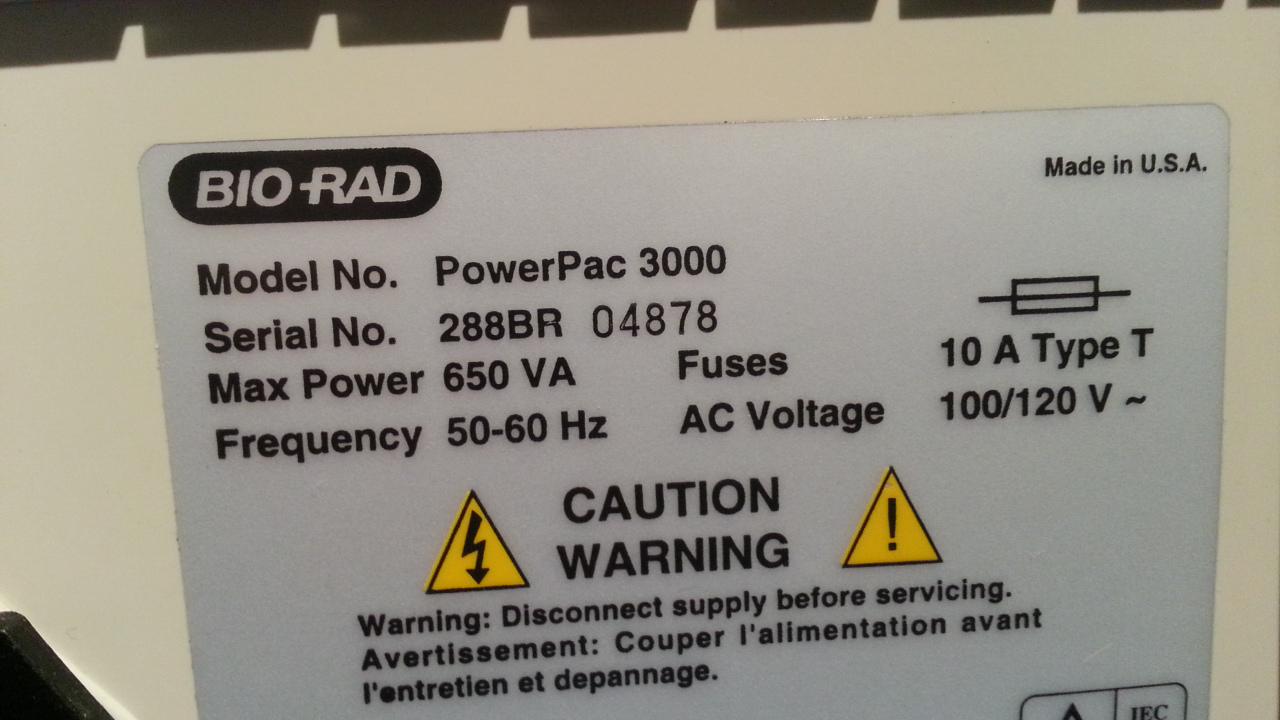 BIO-RAD
Made in U.S.A.
Model No. PowerPac 3000
Serial No. 288BR 04878
Max Power 650 VA Fuses 10 A Type T
Frequency 50-60 Hz AC Voltage 100/120 V ~
CAUTION
WARNING
Warning: Disconnect supply before servicing.
Avertissement: Couper l'alimentation avant
l'entretien et depannage.
IEC